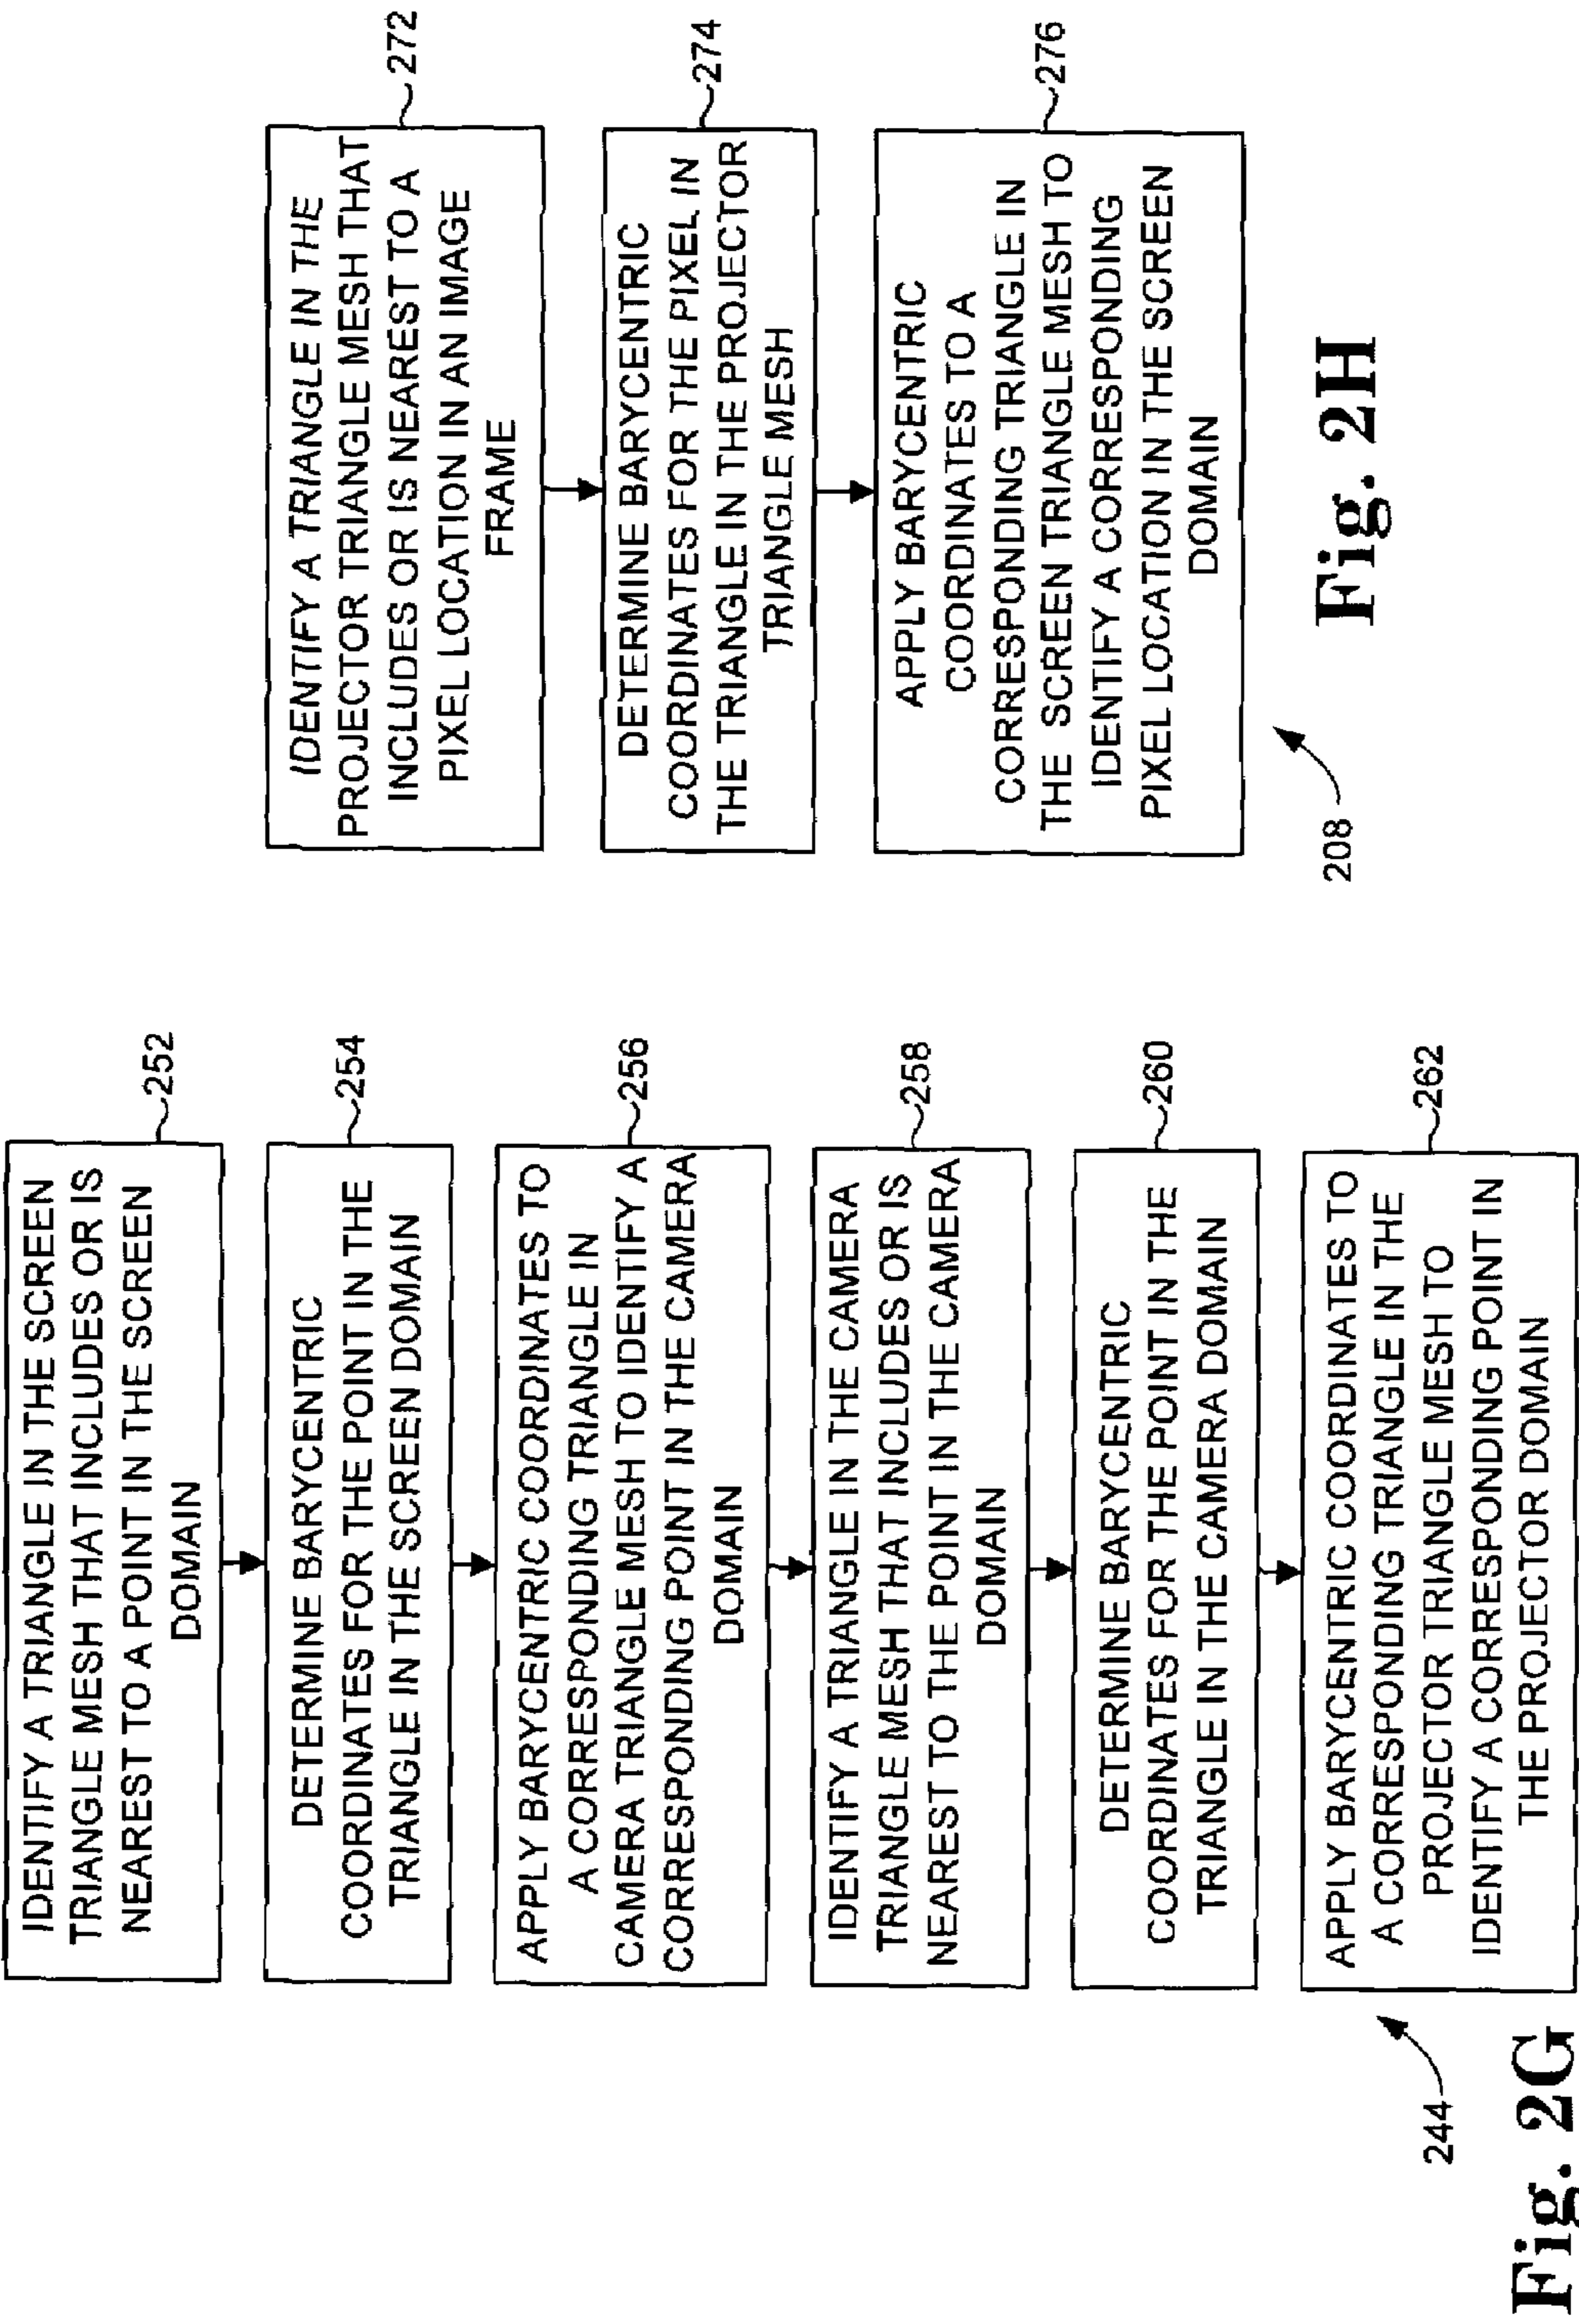 IDENTIFY A TRIANGLE IN THE SCREEN
TRIANGLE MESH THAT INCLUDES OR IS
NEAREST TO A POINT IN THE SCREEN
DOMAIN
252
DETERMINE BARYCENTRIC
COORDINATES FOR THE POINT IN THE
TRIANGLE IN THE SCREEN DOMAIN
254
APPLY BARYCENTRIC COORDINATES TO
A CORRESPONDING TRIANGLE IN
CAMERA TRIANGLE MESH TO IDENTIFY A
CORRESPONDING POINT IN THE CAMERA
DOMAIN
256
IDENTIFY A TRIANGLE IN THE CAMERA
TRIANGLE MESH THAT INCLUDES OR IS
NEAREST TO THE POINT IN THE CAMERA
DOMAIN
258
DETERMINE BARYCENTRIC
COORDINATES FOR THE POINT IN THE
TRIANGLE IN THE CAMERA DOMAIN
260
APPLY BARYCENTRIC COORDINATES TO
A CORRESPONDING TRIANGLE IN THE
PROJECTOR TRIANGLE MESH TO
IDENTIFY A CORRESPONDING POINT IN
THE PROJECTOR DOMAIN
262
244
Fig. 2G
IDENTIFY A TRIANGLE IN THE
PROJECTOR TRIANGLE MESH THAT
INCLUDES OR IS NEAREST TO A
PIXEL LOCATION IN AN IMAGE
FRAME
272
DETERMINE BARYCENTRIC
COORDINATES FOR THE PIXEL IN
THE TRIANGLE IN THE PROJECTOR
TRIANGLE MESH
274
APPLY BARYCENTRIC
COORDINATES TO A
CORRESPONDING TRIANGLE IN
THE SCREEN TRIANGLE MESH TO
IDENTIFY A CORRESPONDING
PIXEL LOCATION IN THE SCREEN
DOMAIN
276
208
Fig. 2H